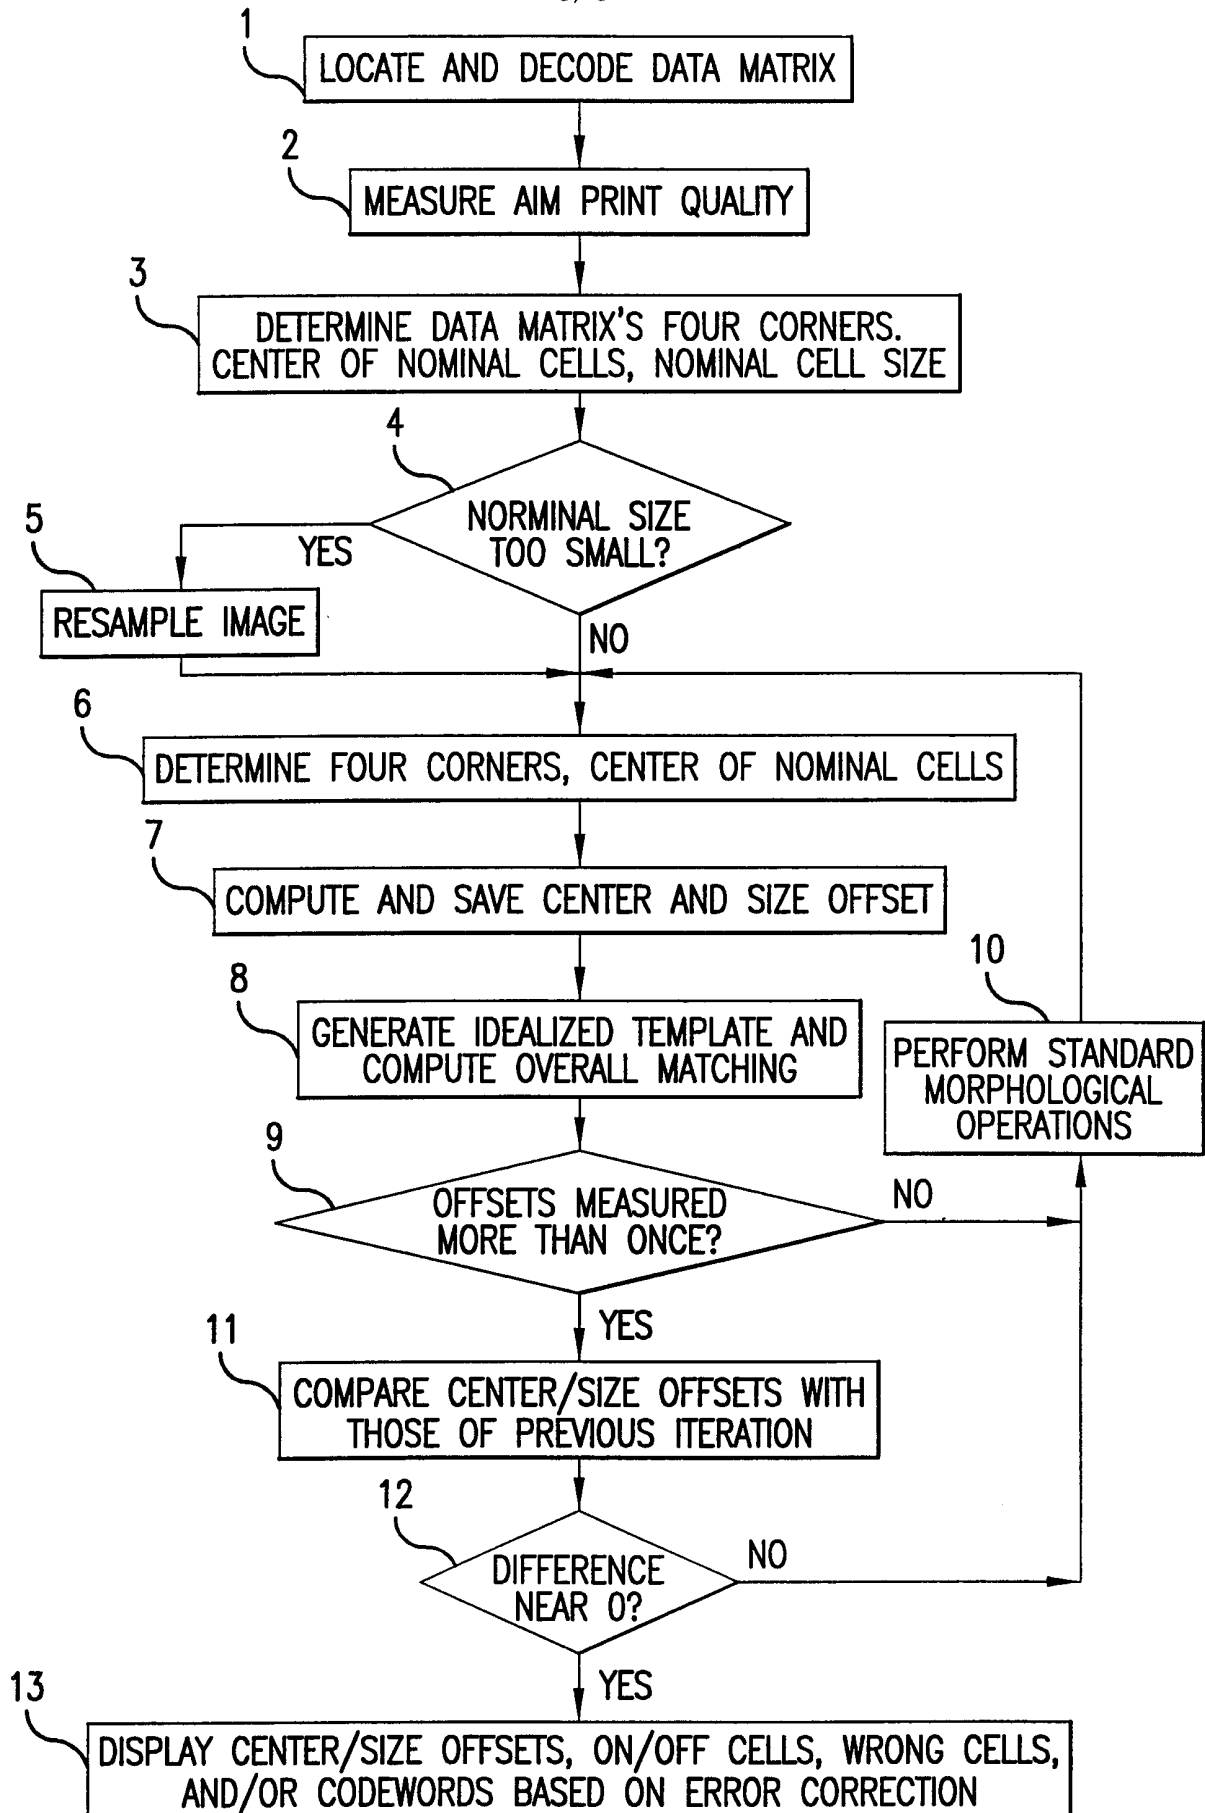 1
LOCATE AND DECODE DATA MATRIX
2
MEASURE AIM PRINT QUALITY
3
DETERMINE DATA MATRIX'S FOUR CORNERS.
CENTER OF NOMINAL CELLS, NOMINAL CELL SIZE
4
NORMINAL SIZE
TOO SMALL?
YES
5
RESAMPLE IMAGE
NO
6
DETERMINE FOUR CORNERS, CENTER OF NOMINAL CELLS
7
COMPUTE AND SAVE CENTER AND SIZE OFFSET
8
GENERATE IDEALIZED TEMPLATE AND
COMPUTE OVERALL MATCHING
10
PERFORM STANDARD
MORPHOLOGICAL
OPERATIONS
9
OFFSETS MEASURED
MORE THAN ONCE?
NO
YES
11
COMPARE CENTER/SIZE OFFSETS WITH
THOSE OF PREVIOUS ITERATION
12
DIFFERENCE
NEAR 0?
NO
YES
13
DISPLAY CENTER/SIZE OFFSETS, ON/OFF CELLS, WRONG CELLS,
AND/OR CODEWORDS BASED ON ERROR CORRECTION